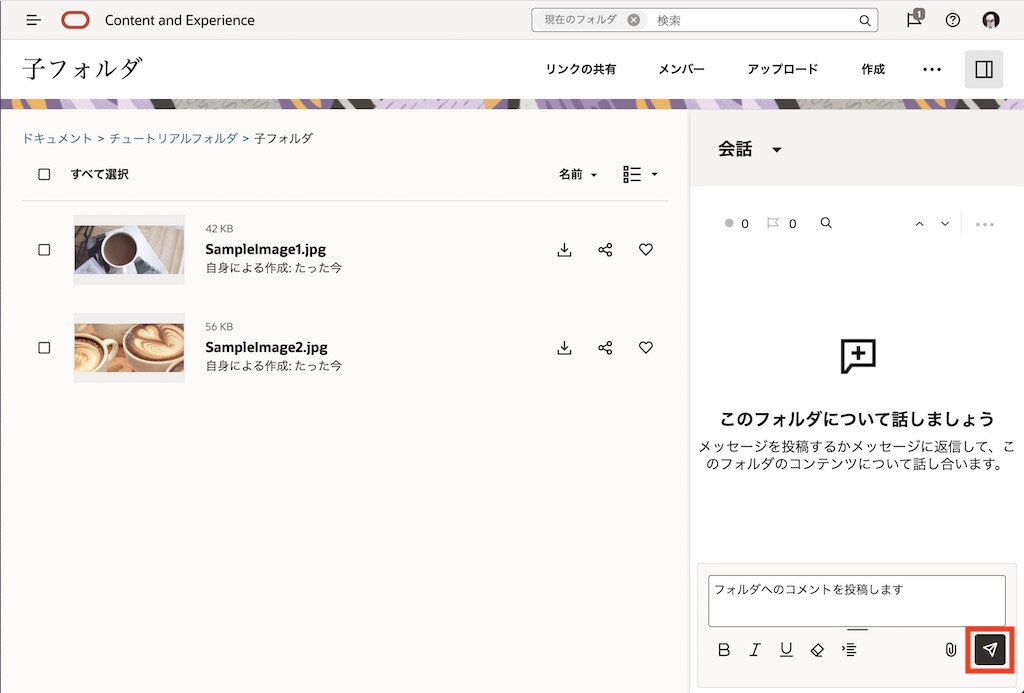 Content and Experience
現在のフォルダ 検索
1
子フォルダ
リンクの共有 メンバー アップロード 作成
ドキュメント > チュートリアルフォルダ > 子フォルダ
すべて選択 名前
42 KB
SampleImage1.jpg
自身による作成: たった今
56 KB
SampleImage2.jpg
自身による作成: たった今
会話
0 0
このフォルダについて話しましょう
メッセージを投稿するかメッセージに返信して、こ
のフォルダのコンテンツについて話し合います。
フォルダへのコメントを投稿します
B I U